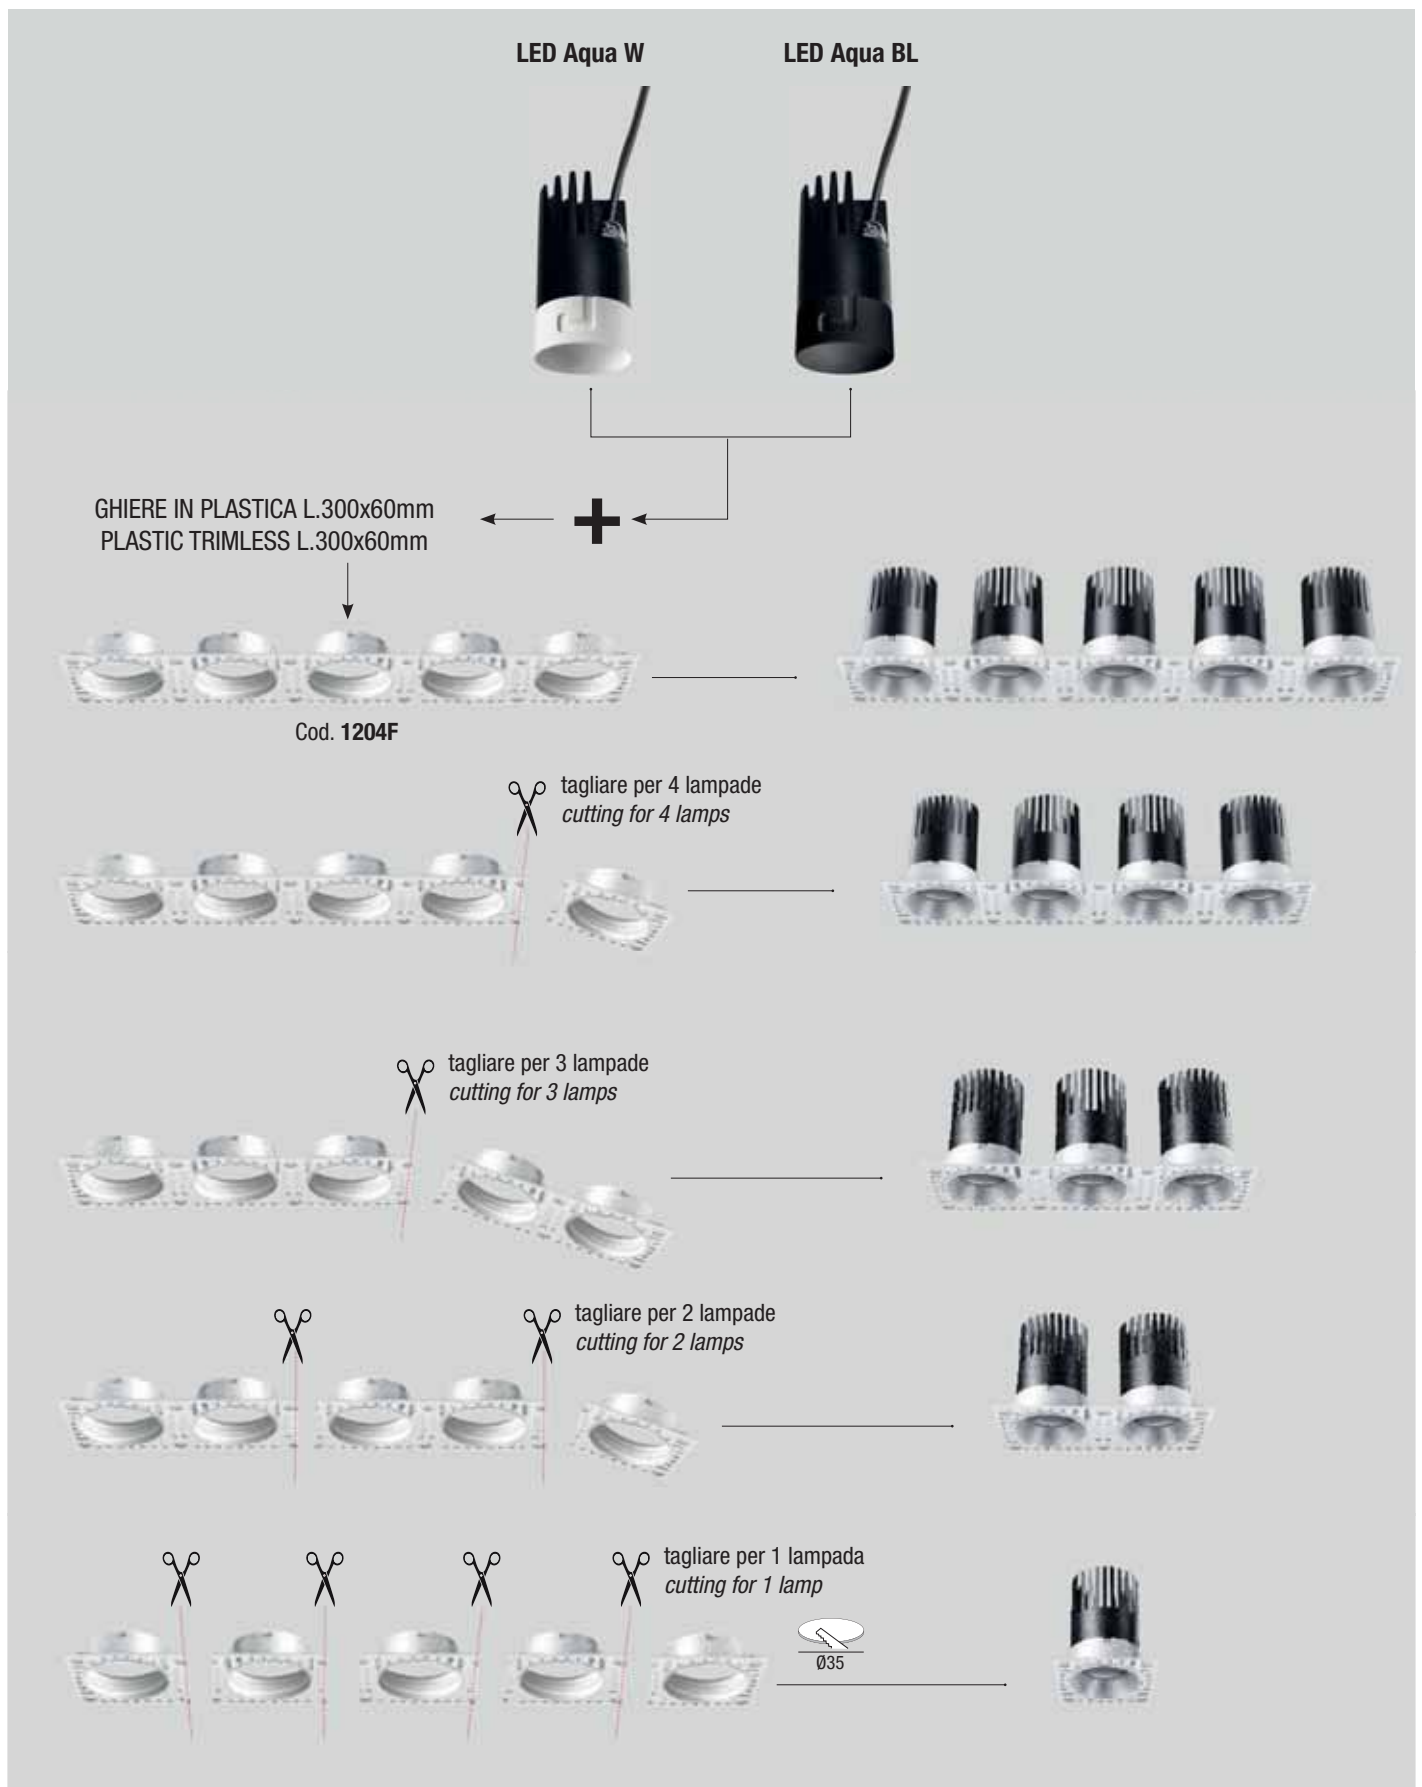 LED Aqua W
LED Aqua BL
GHIERE IN PLASTICA L.300x60mm
PLASTIC TRIMLESS L.300x60mm
Cod. 1204F
tagliare per 4 lampade
cutting for 4 lamps
tagliare per 3 lampade
cutting for 3 lamps
tagliare per 2 lampade
cutting for 2 lamps
tagliare per 1 lampada
cutting for 1 lamp
Ø35